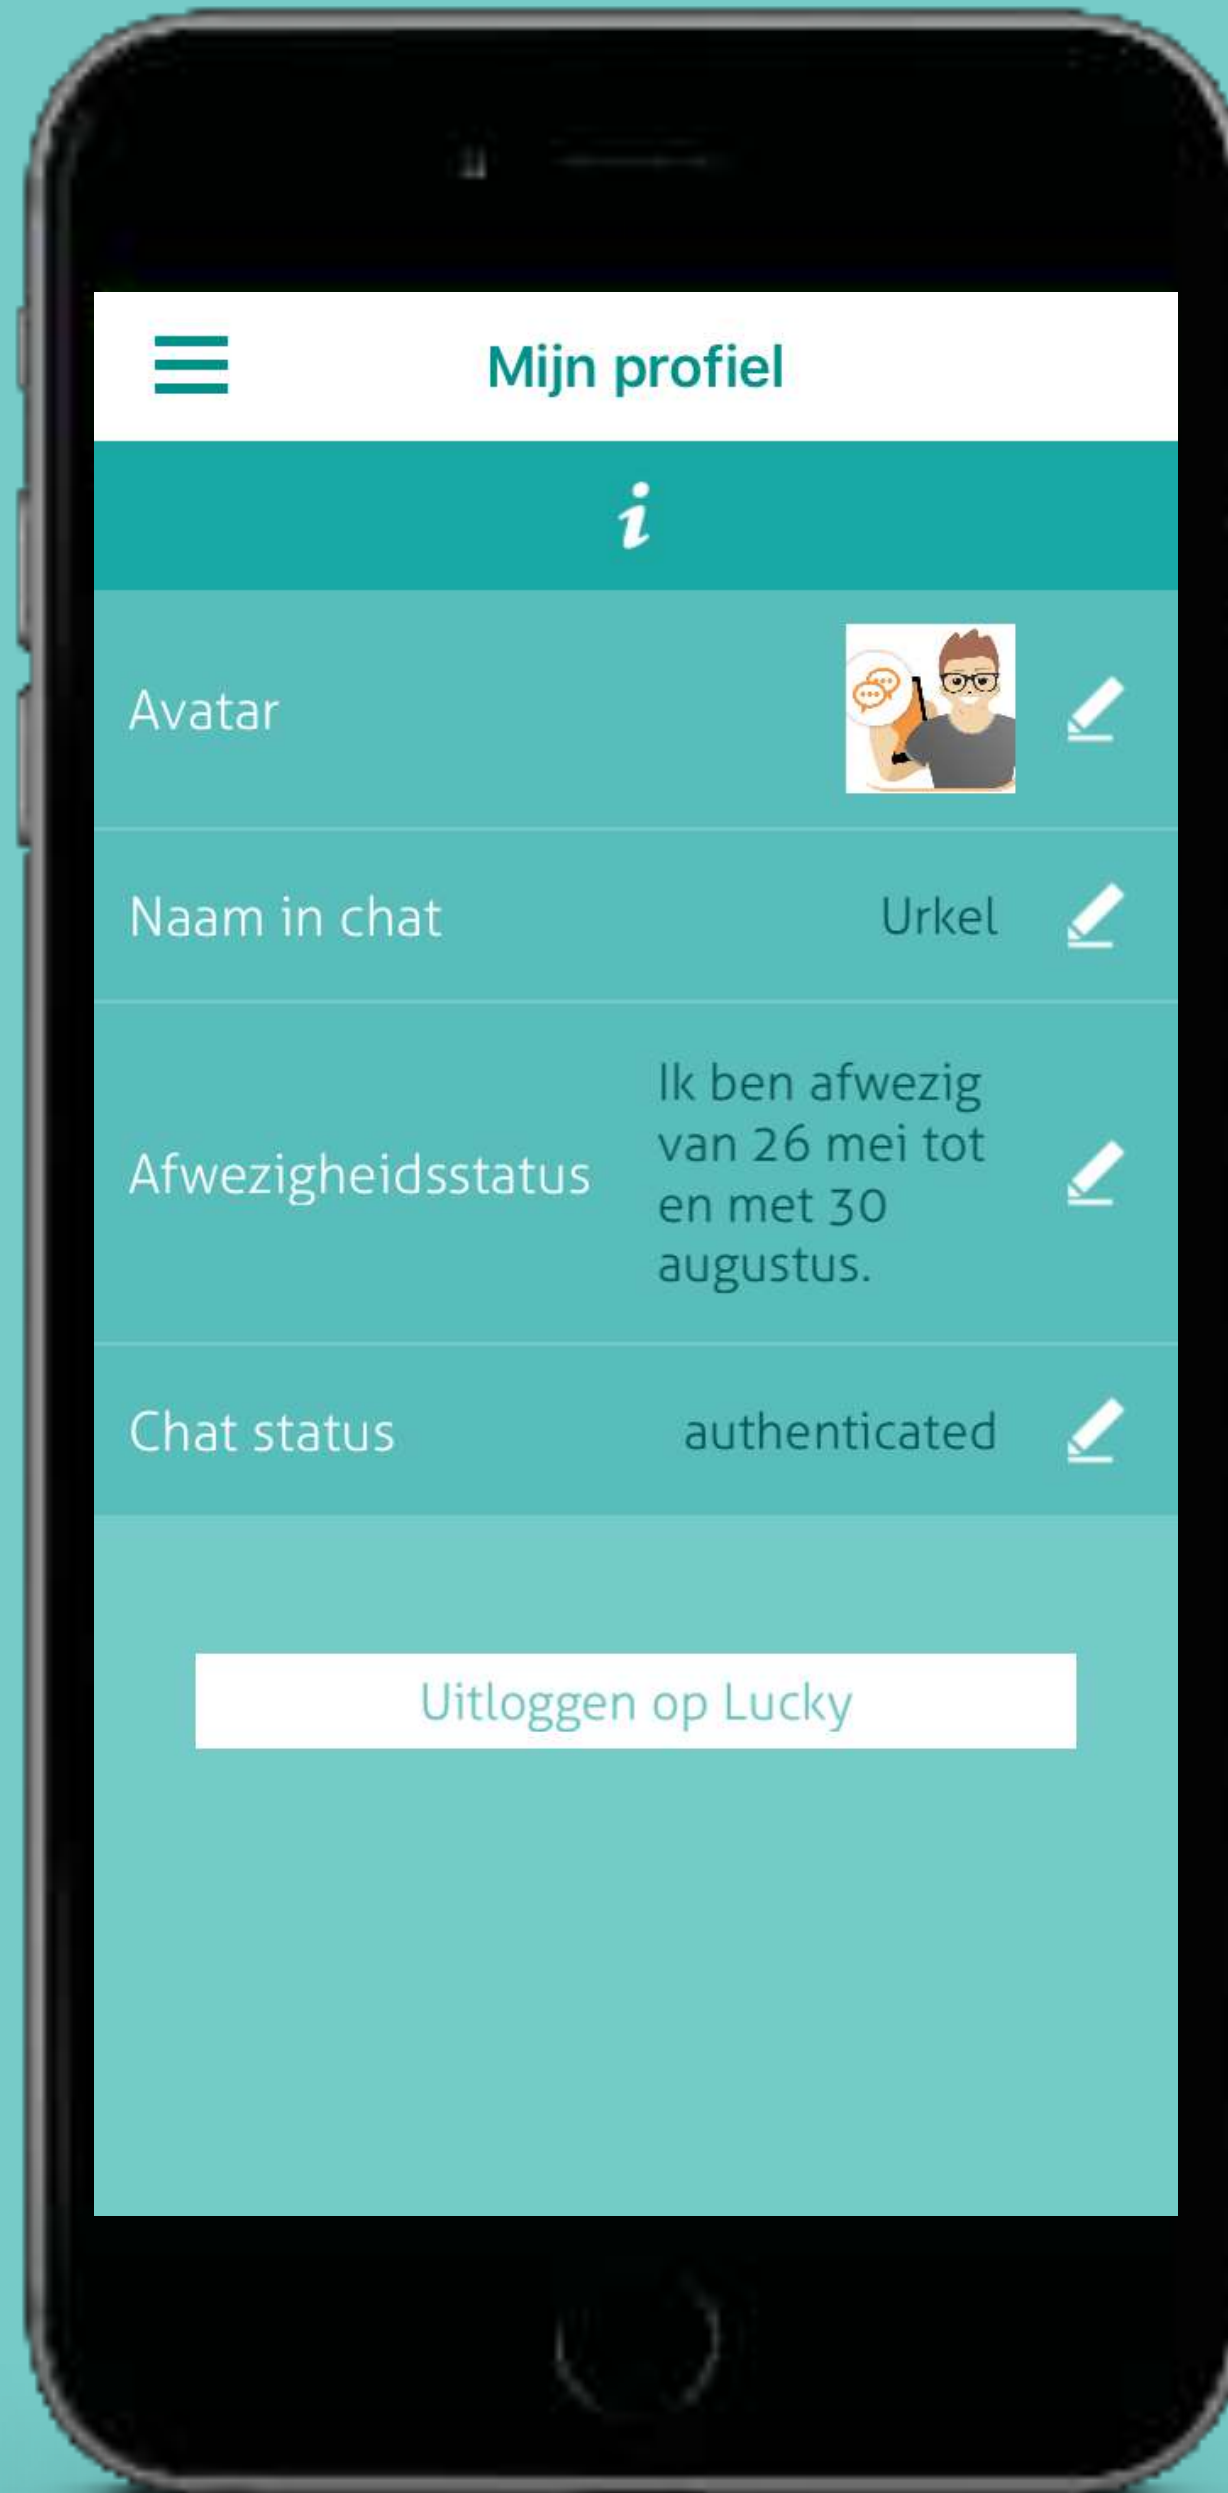 Mijn profiel
i
Avatar
Naam in chat
Urkel
Afwezigheidsstatus
Ik ben afwezig
van 26 mei tot
en met 30
augustus.
Chat status
authenticated
Uitloggen op Lucky